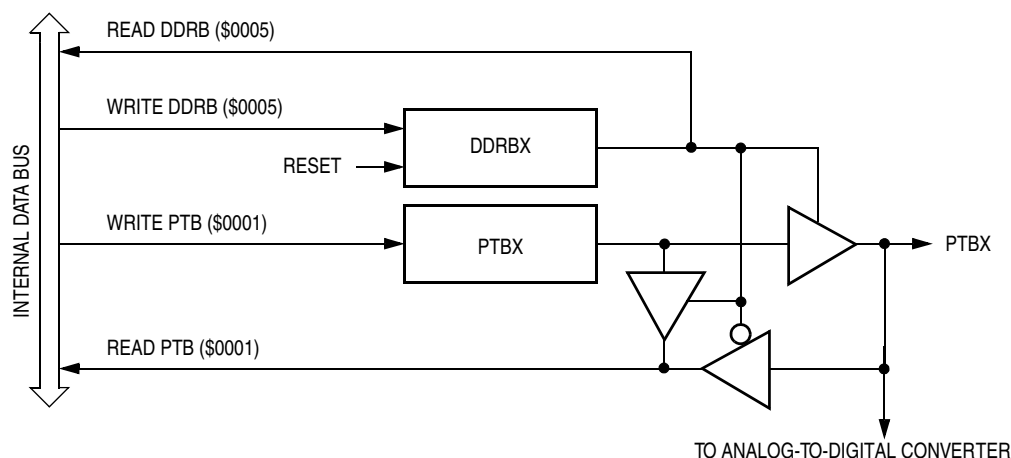 READ DDRB ($0005)
WRITE DDRB ($0005)
DDRBX
RESET
INTERNAL DATA BUS
WRITE PTB ($0001)
PTBX
PTBX
READ PTB ($0001)
TO ANALOG-TO-DIGITAL CONVERTER